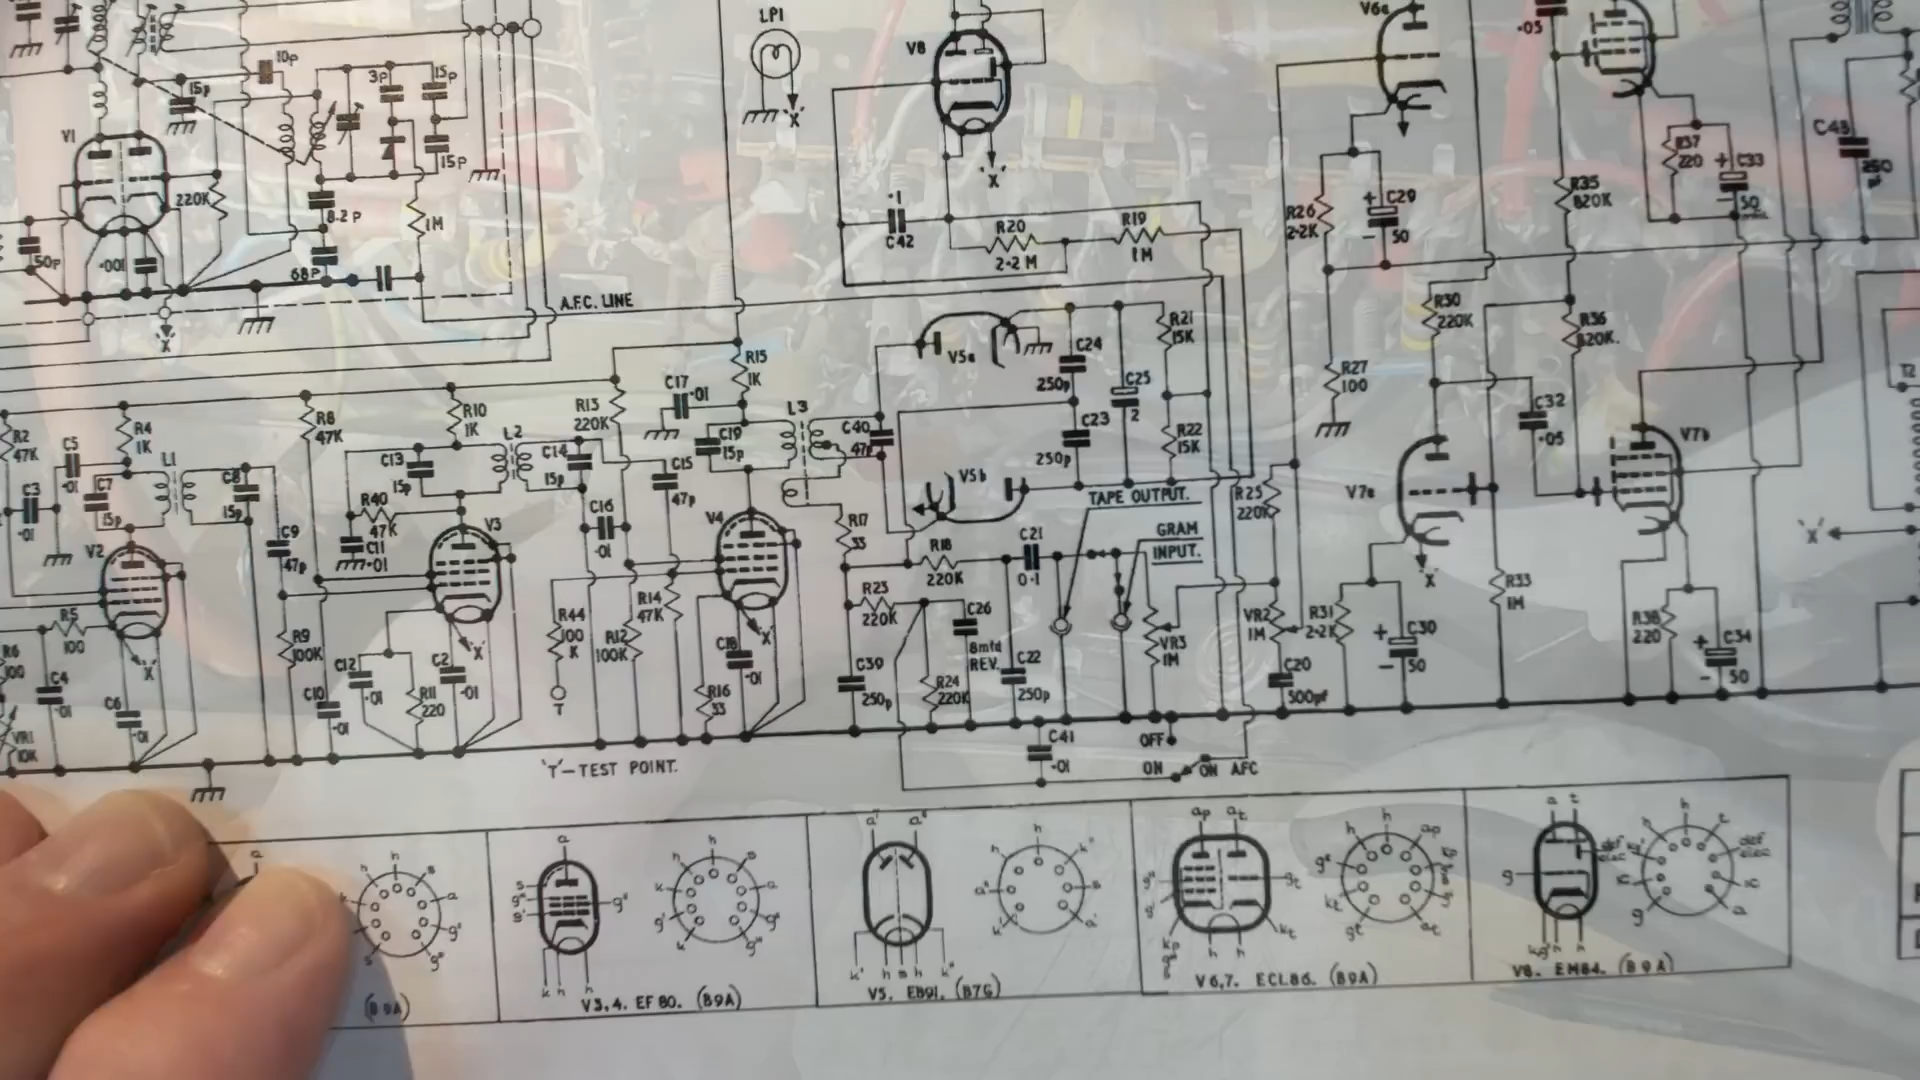 LP1
V8
V6a
·05
10p
15p
3p
15p
15p
V1
220K
8·2 P
1M
50p
·001
68P
'X'
'X'
'X'
·1
C42
R20
2·2 M
R19
1M
A.F.C. LINE
R26
2·2K
C29
50
R35
820K
R37
220
C33
50
C43
R30
220K
R36
820K.
R27
100
C32
·05
V7a
V7b
'X'
T2
V5a
C24
250p
C25
2
R21
15K
C23
250p
R22
15K
V5b
TAPE OUTPUT.
GRAM
INPUT.
R25
220K
R2
47K
C5
·01
R4
1K
C3
·01
C7
15p
L1
C8
15p
V2
R5
100
R6
100
VR1
10K
C4
·01
C6
·01
'X'
C9
47p
R8
47K
R9
100K
C10
·01
R10
1K
L2
C13
15p
C14
15p
R40
47K
C11
·01
V3
C12
·01
R11
220
C2
·01
'X'
R13
220K
C17
·01
R15
1K
C19
15p
L3
C40
47p
C15
47p
C16
·01
V4
R44
100
K
T
R12
100K
R14
47K
R16
33
C18
·01
'X'
R17
33
R18
220K
C21
0·1
R23
220K
C26
8mfd
REV.
C39
250p
R24
220K
C22
250p
VR3
1M
VR2
1M
C20
500pf
R31
2·2K
C30
50
'X'
R33
1M
R38
220
C34
50
C41
·01
OFF
ON
ON AFC
'T'—TEST POINT.
(B9A)
V3,4. EF 80. (B9A)
V5. EB91. (B7G)
V6,7. ECL86. (B9A)
V8. EM84. (B9A)